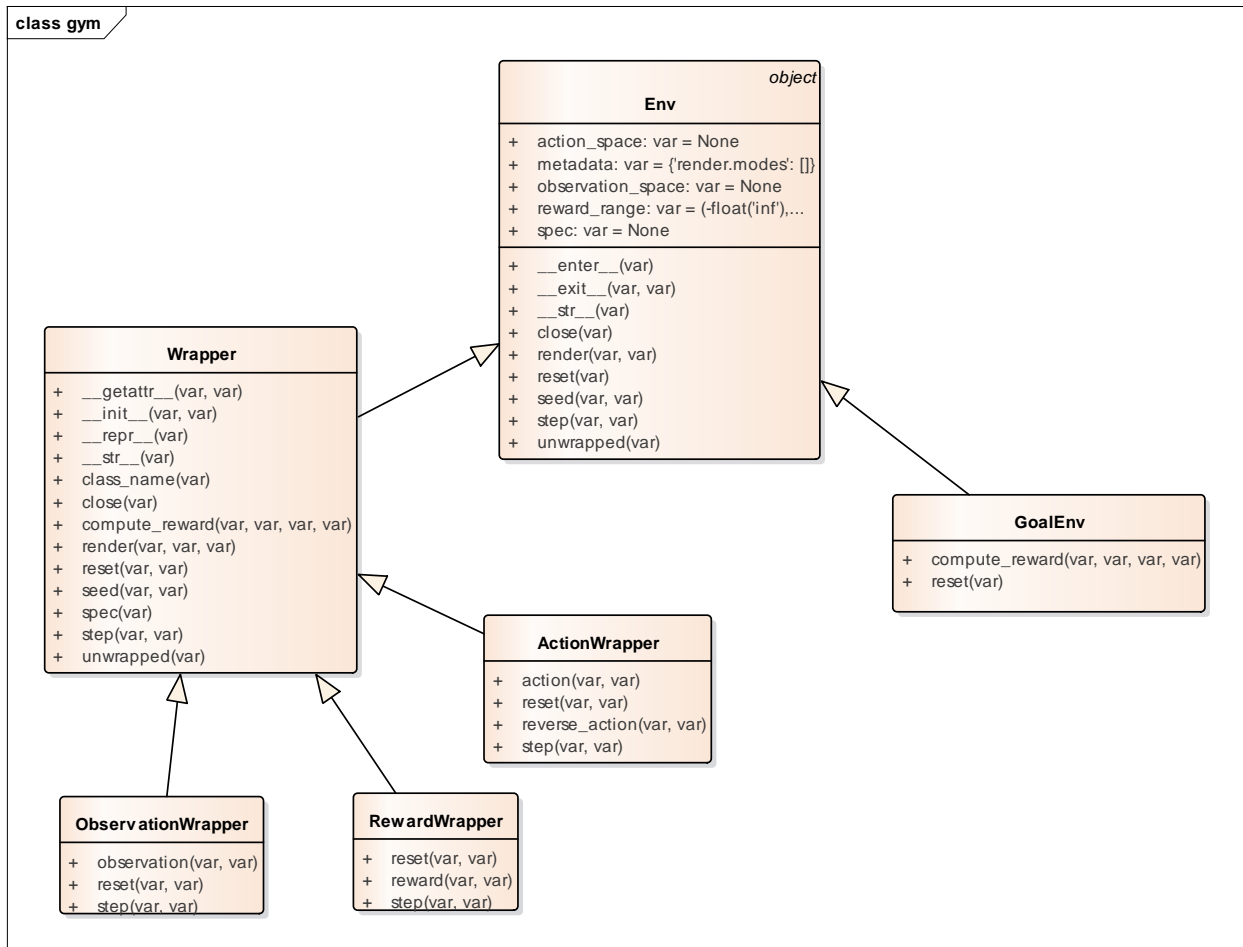 class gym
object
Env
+ action_space: var = None
+ metadata: var = {'render.modes': []}
+ observation_space: var = None
+ reward_range: var = (-float('inf'),...
+ spec: var = None
+ __enter__(var)
+ __exit__(var, var)
+ __str__(var)
+ close(var)
+ render(var, var)
+ reset(var)
+ seed(var, var)
+ step(var, var)
+ unwrapped(var)
Wrapper
+ __getattr__(var, var)
+ __init__(var, var)
+ __repr__(var)
+ __str__(var)
+ class_name(var)
+ close(var)
+ compute_reward(var, var, var, var)
+ render(var, var, var)
+ reset(var, var)
+ seed(var, var)
+ spec(var)
+ step(var, var)
+ unwrapped(var)
GoalEnv
+ compute_reward(var, var, var, var)
+ reset(var)
ActionWrapper
+ action(var, var)
+ reset(var, var)
+ reverse_action(var, var)
+ step(var, var)
ObservationWrapper
+ observation(var, var)
+ reset(var, var)
+ step(var, var)
RewardWrapper
+ reset(var, var)
+ reward(var, var)
+ step(var, var)